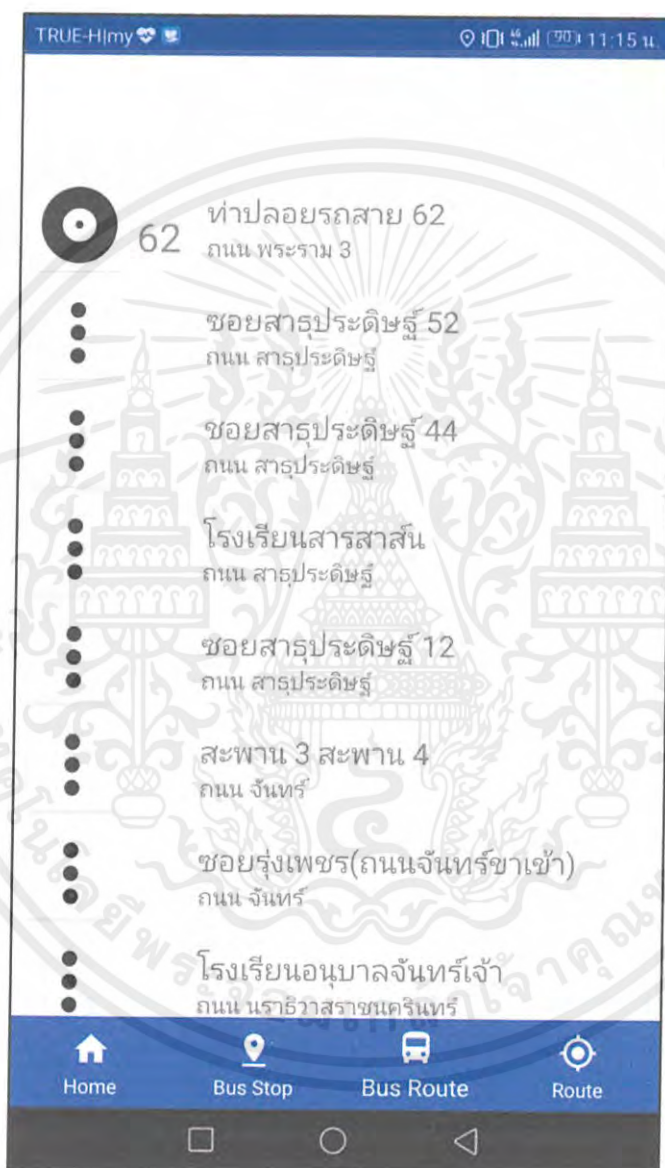 TRUE-H|my
90 11:15 น.
62
ท่าปลอยรถสาย 62
ถนน พระราม 3
ซอยสาธุประดิษฐ์ 52
ถนน สาธุประดิษฐ์
ซอยสาธุประดิษฐ์ 44
ถนน สาธุประดิษฐ์
โรงเรียนสารสาส์น
ถนน สาธุประดิษฐ์
ซอยสาธุประดิษฐ์ 12
ถนน สาธุประดิษฐ์
สะพาน 3 สะพาน 4
ถนน จันทร์
ซอยรุ่งเพชร(ถนนจันทร์ขาเข้า)
ถนน จันทร์
โรงเรียนอนุบาลจันทร์เจ้า
ถนน นราธิวาสราชนครินทร์
Home
Bus Stop
Bus Route
Route